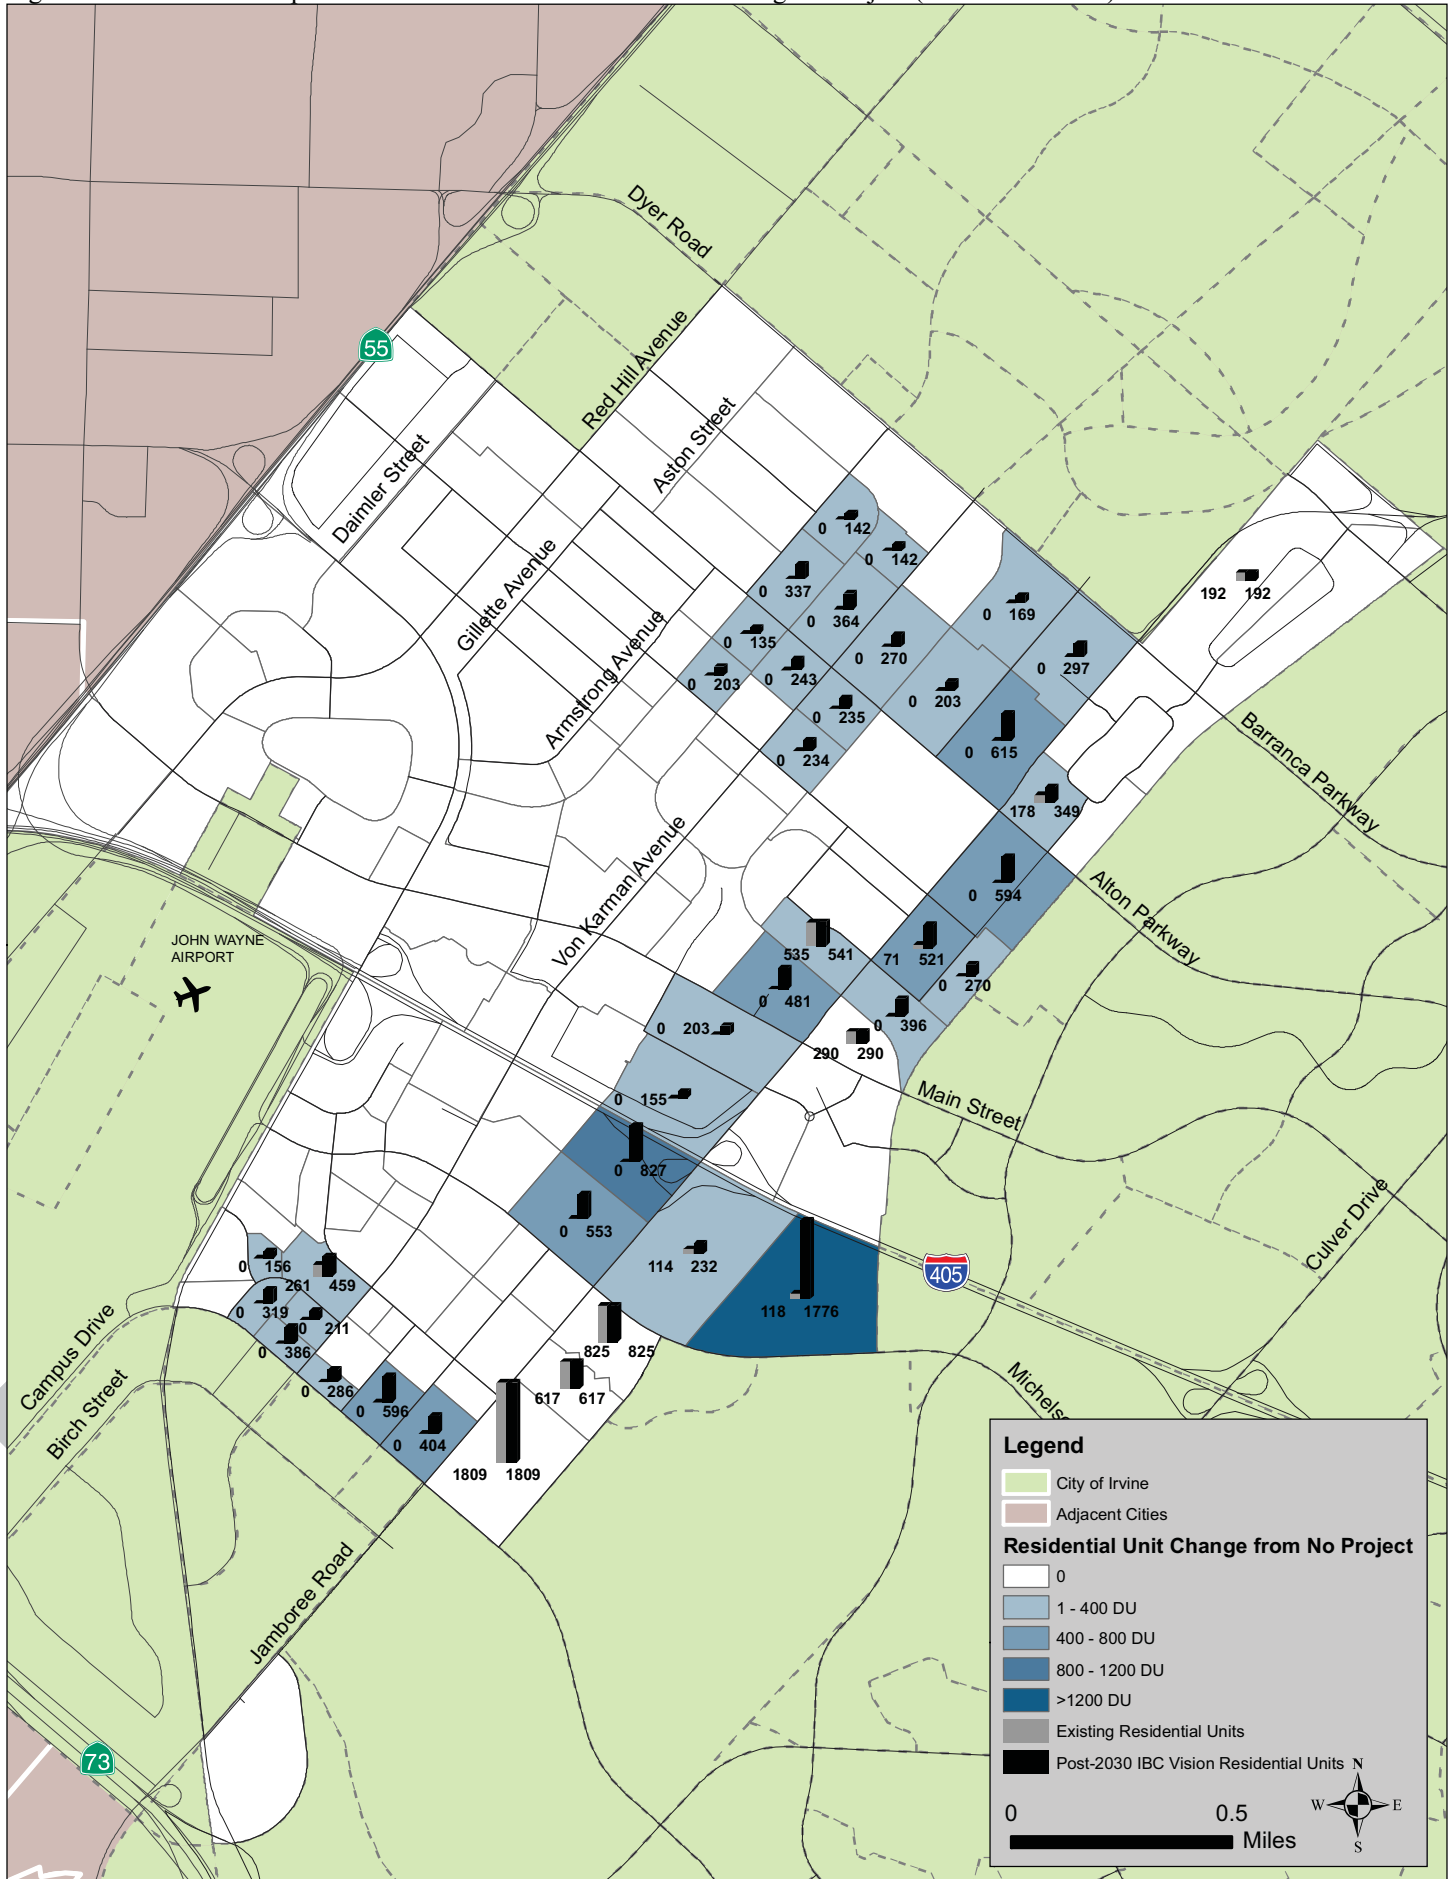 Dyer Road
55
Red Hill Avenue
Aston Street
Daimler Street
Gillette Avenue
Armstrong Avenue
Von Karman Avenue
0 142
0 142
0 337
0 364
0 169
192 192
0 135
0 270
0 297
0 203
0 243
0 203
0 235
0 615
0 234
Barranca Parkway
178 349
0 594
Alton Parkway
JOHN WAYNE
AIRPORT
535 541
71 521
0 270
0 481
0 396
0 203
290 290
Main Street
0 155
0 827
0 553
Culver Drive
0 156
261 459
114 232
405
0 319
0 211
118 1776
0 386
825 825
Campus Drive
Birch Street
0 286
617 617
0 596
0 404
1809 1809
Jamboree Road
73
Legend
City of Irvine
Adjacent Cities
Residential Unit Change from No Project
0
1 - 400 DU
400 - 800 DU
800 - 1200 DU
>1200 DU
Existing Residential Units
Post-2030 IBC Vision Residential Units
N
W E
S
0 0.5
Miles